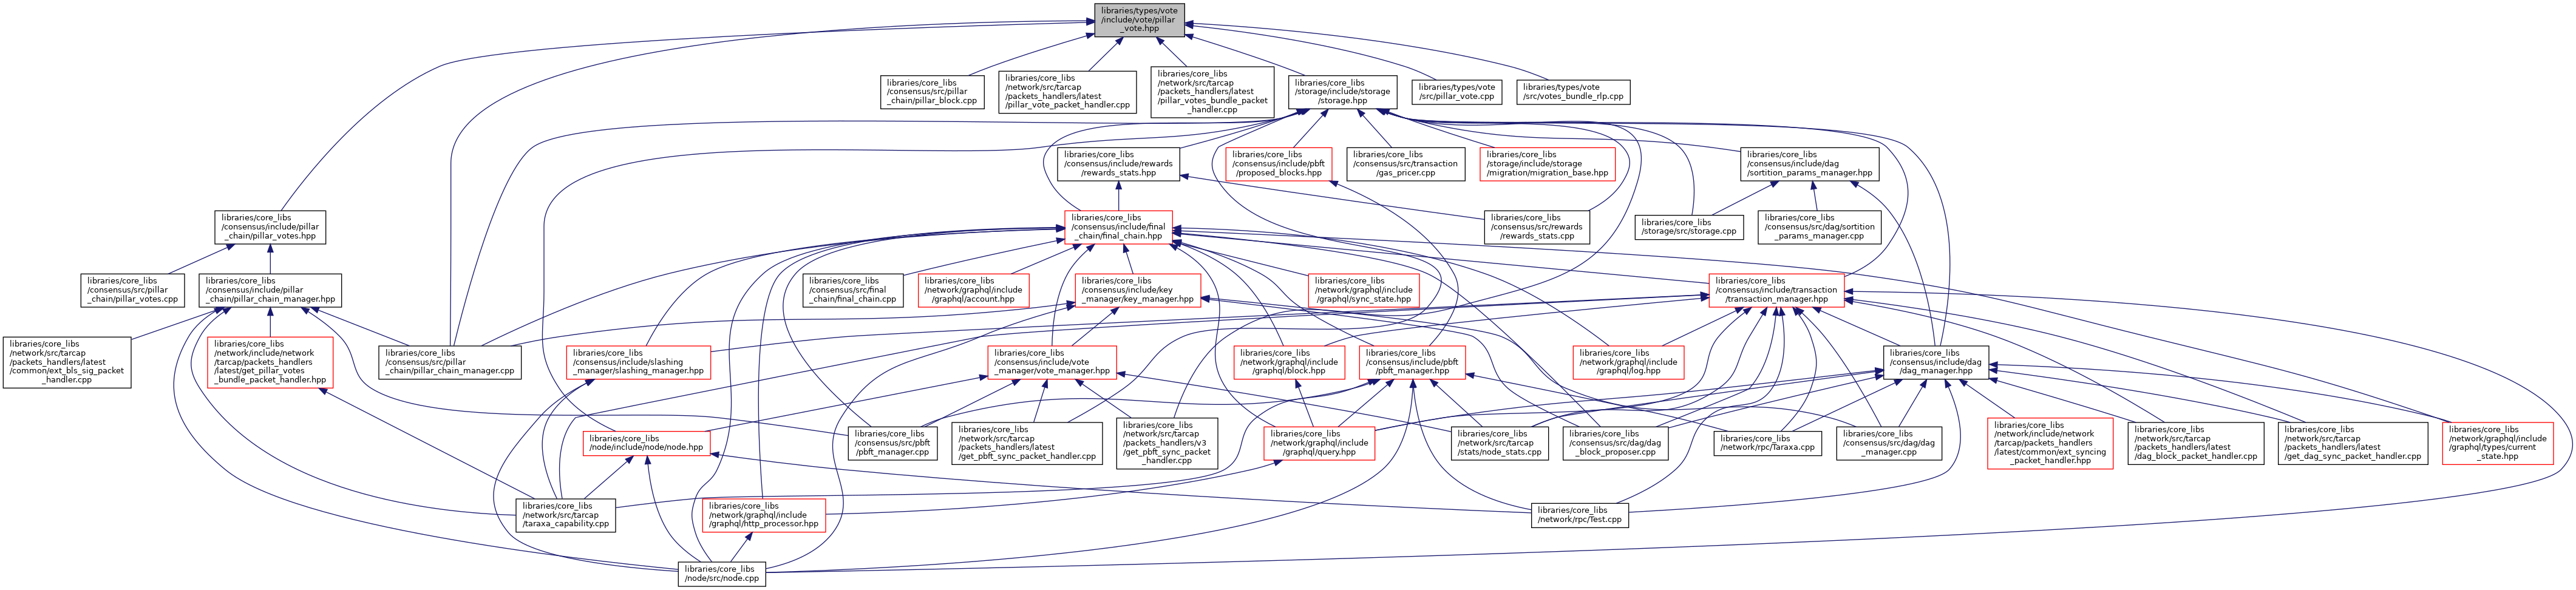 libraries/types/vote
/include/vote/pillar
_vote.hpp
libraries/core_libs
/consensus/src/pillar
_chain/pillar_block.cpp
libraries/core_libs
/network/src/tarcap
/packets_handlers/latest
/pillar_vote_packet_handler.cpp
libraries/core_libs
/network/src/tarcap
/packets_handlers/latest
/pillar_votes_bundle_packet
_handler.cpp
libraries/core_libs
/storage/include/storage
/storage.hpp
libraries/types/vote
/src/pillar_vote.cpp
libraries/types/vote
/src/votes_bundle_rlp.cpp
libraries/core_libs
/consensus/include/rewards
/rewards_stats.hpp
libraries/core_libs
/consensus/include/pbft
/proposed_blocks.hpp
libraries/core_libs
/consensus/src/transaction
/gas_pricer.cpp
libraries/core_libs
/storage/include/storage
/migration/migration_base.hpp
libraries/core_libs
/consensus/include/dag
/sortition_params_manager.hpp
libraries/core_libs
/consensus/include/pillar
_chain/pillar_votes.hpp
libraries/core_libs
/consensus/include/final
_chain/final_chain.hpp
libraries/core_libs
/consensus/src/rewards
/rewards_stats.cpp
libraries/core_libs
/storage/src/storage.cpp
libraries/core_libs
/consensus/src/dag/sortition
_params_manager.cpp
libraries/core_libs
/consensus/src/pillar
_chain/pillar_votes.cpp
libraries/core_libs
/consensus/include/pillar
_chain/pillar_chain_manager.hpp
libraries/core_libs
/consensus/src/final
_chain/final_chain.cpp
libraries/core_libs
/network/graphql/include
/graphql/account.hpp
libraries/core_libs
/consensus/include/key
_manager/key_manager.hpp
libraries/core_libs
/network/graphql/include
/graphql/sync_state.hpp
libraries/core_libs
/consensus/include/transaction
/transaction_manager.hpp
libraries/core_libs
/network/src/tarcap
/packets_handlers/latest
/common/ext_bls_sig_packet
_handler.cpp
libraries/core_libs
/network/include/network
/tarcap/packets_handlers
/latest/get_pillar_votes
_bundle_packet_handler.hpp
libraries/core_libs
/consensus/src/pillar
_chain/pillar_chain_manager.cpp
libraries/core_libs
/consensus/include/slashing
_manager/slashing_manager.hpp
libraries/core_libs
/consensus/include/vote
_manager/vote_manager.hpp
libraries/core_libs
/network/graphql/include
/graphql/block.hpp
libraries/core_libs
/consensus/include/pbft
/pbft_manager.hpp
libraries/core_libs
/network/graphql/include
/graphql/log.hpp
libraries/core_libs
/consensus/include/dag
/dag_manager.hpp
libraries/core_libs
/node/include/node/node.hpp
libraries/core_libs
/consensus/src/pbft
/pbft_manager.cpp
libraries/core_libs
/network/src/tarcap
/packets_handlers/latest
/get_pbft_sync_packet_handler.cpp
libraries/core_libs
/network/src/tarcap
/packets_handlers/v3
/get_pbft_sync_packet
_handler.cpp
libraries/core_libs
/network/graphql/include
/graphql/query.hpp
libraries/core_libs
/network/src/tarcap
/stats/node_stats.cpp
libraries/core_libs
/consensus/src/dag/dag
_block_proposer.cpp
libraries/core_libs
/network/rpc/Taraxa.cpp
libraries/core_libs
/consensus/src/dag/dag
_manager.cpp
libraries/core_libs
/network/include/network
/tarcap/packets_handlers
/latest/common/ext_syncing
_packet_handler.hpp
libraries/core_libs
/network/src/tarcap
/packets_handlers/latest
/dag_block_packet_handler.cpp
libraries/core_libs
/network/src/tarcap
/packets_handlers/latest
/get_dag_sync_packet_handler.cpp
libraries/core_libs
/network/graphql/include
/graphql/types/current
_state.hpp
libraries/core_libs
/network/src/tarcap
/taraxa_capability.cpp
libraries/core_libs
/network/graphql/include
/graphql/http_processor.hpp
libraries/core_libs
/network/rpc/Test.cpp
libraries/core_libs
/node/src/node.cpp